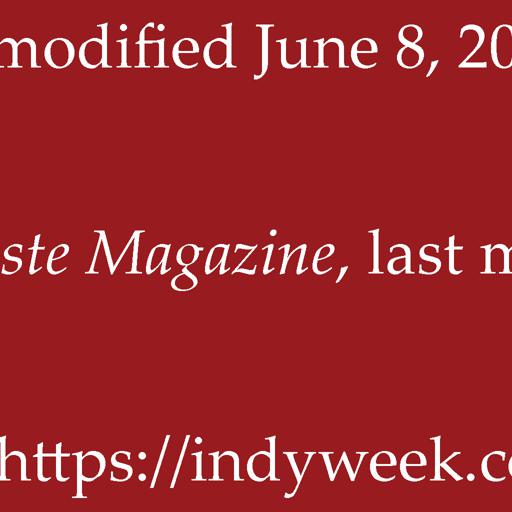 modified June 8, 20
ste Magazine, last m
https://indyweek.c